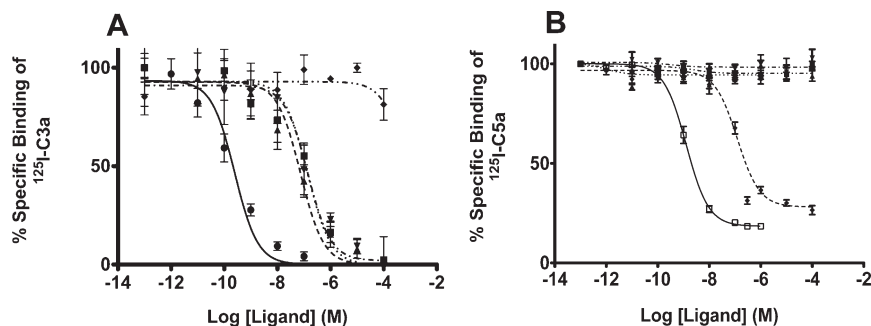 A
% Specific Binding of
¹²⁵I-C3a
100
50
0
-14 -12 -10 -8 -6 -4 -2
Log [Ligand] (M)
B
% Specific Binding of
¹²⁵I-C5a
100
50
0
-14 -12 -10 -8 -6 -4 -2
Log [Ligand] (M)